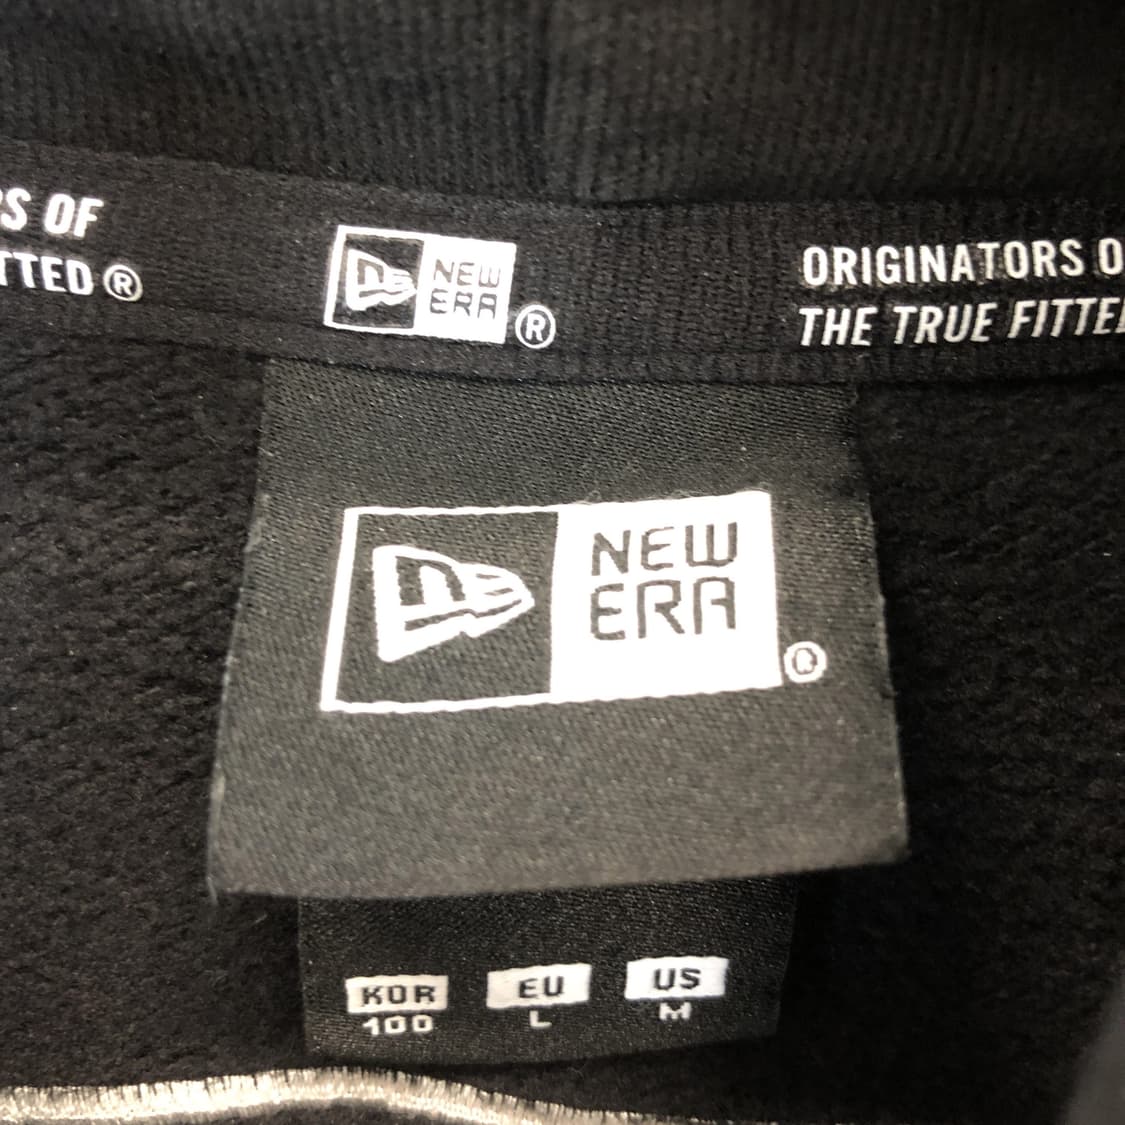 S OF
TTED ®
NEW
ERA ®
ORIGINATORS O
THE TRUE FITTE
NEW
ERA ®
KOR EU US
100 L M